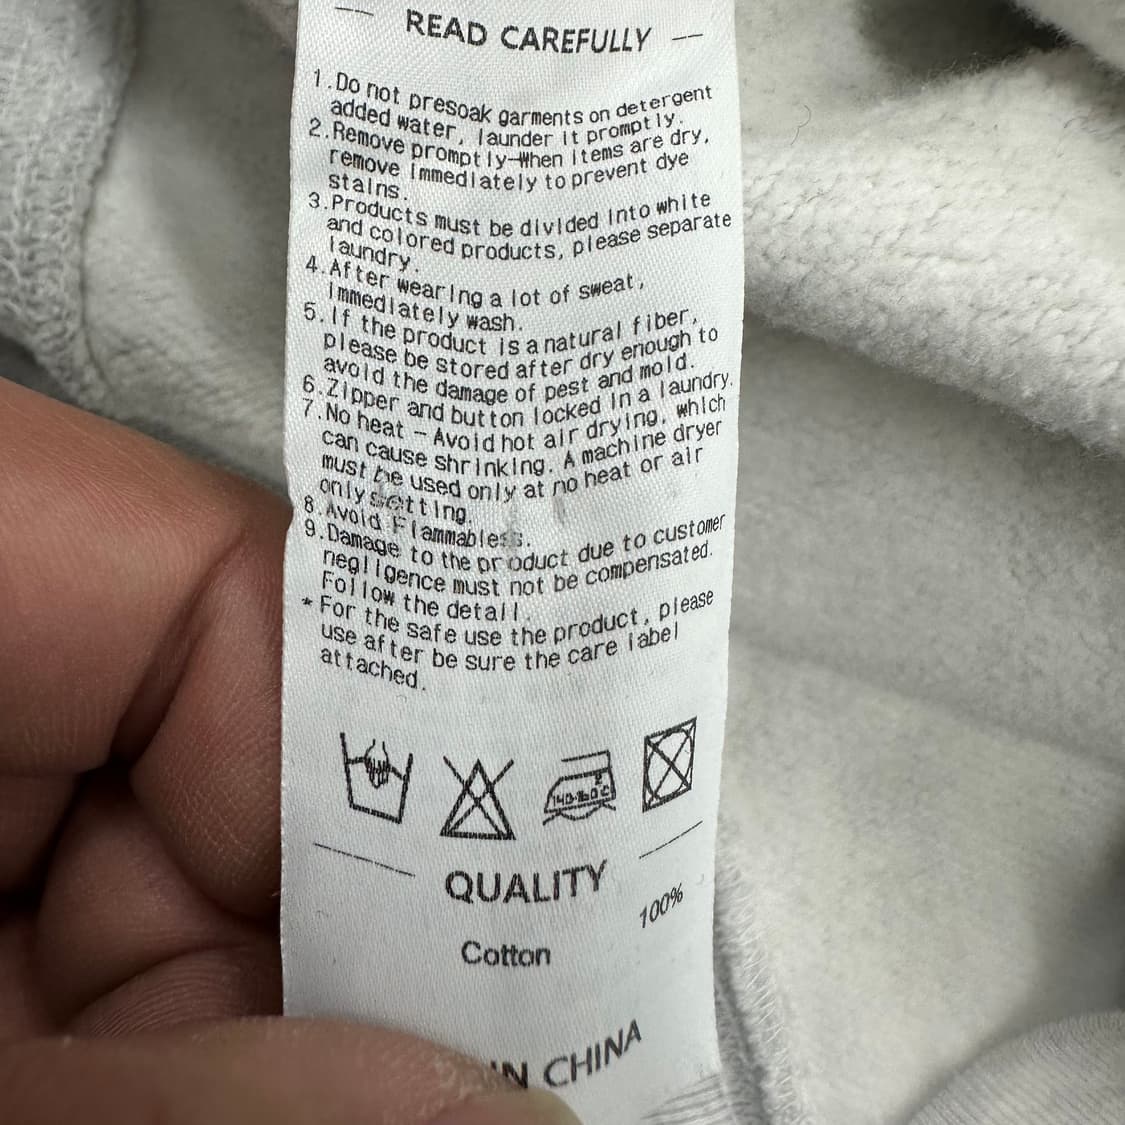 READ CAREFULLY
1.Do not presoak garments on detergent
added water, launder it promptly.
2.Remove promptly-When items are dry,
remove immediately to prevent dye
stains.
3.Products must be divided into white
and colored products, please separate
laundry.
4.After wearing a lot of sweat,
immediately wash.
5.If the product is a natural fiber,
please be stored after dry enough to
avoid the damage of pest and mold.
6.Zipper and button locked in a laundry.
7.No heat - Avoid hot air drying, which
can cause shrinking. A machine dryer
must be used only at no heat or air
only setting.
8.Avoid Flammabless.
9.Damage to the product due to customer
negligence must not be compensated.
Follow the detail.
* For the safe use the product, please
use after be sure the care label
attached.
140-160℃
QUALITY
Cotton 100%
IN CHINA